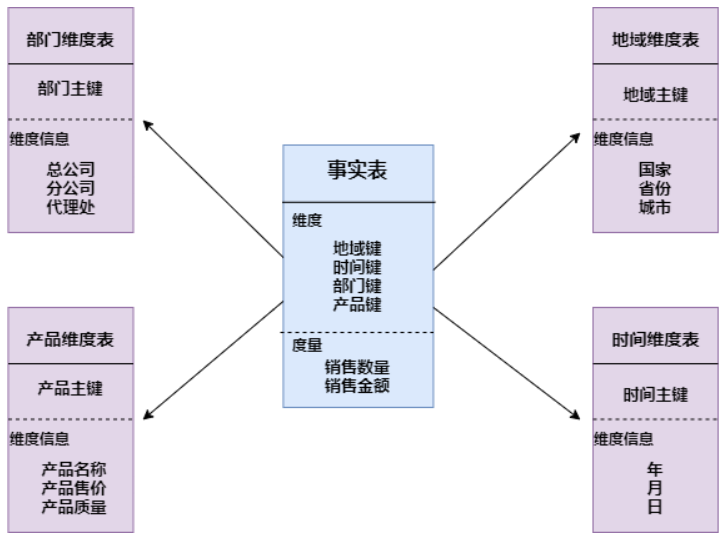 部门维度表
部门主键
维度信息
总公司
分公司
代理处
地域维度表
地域主键
维度信息
国家
省份
城市
事实表
维度
地域键
时间键
部门键
产品键
度量
销售数量
销售金额
产品维度表
产品主键
维度信息
产品名称
产品售价
产品质量
时间维度表
时间主键
维度信息
年
月
日